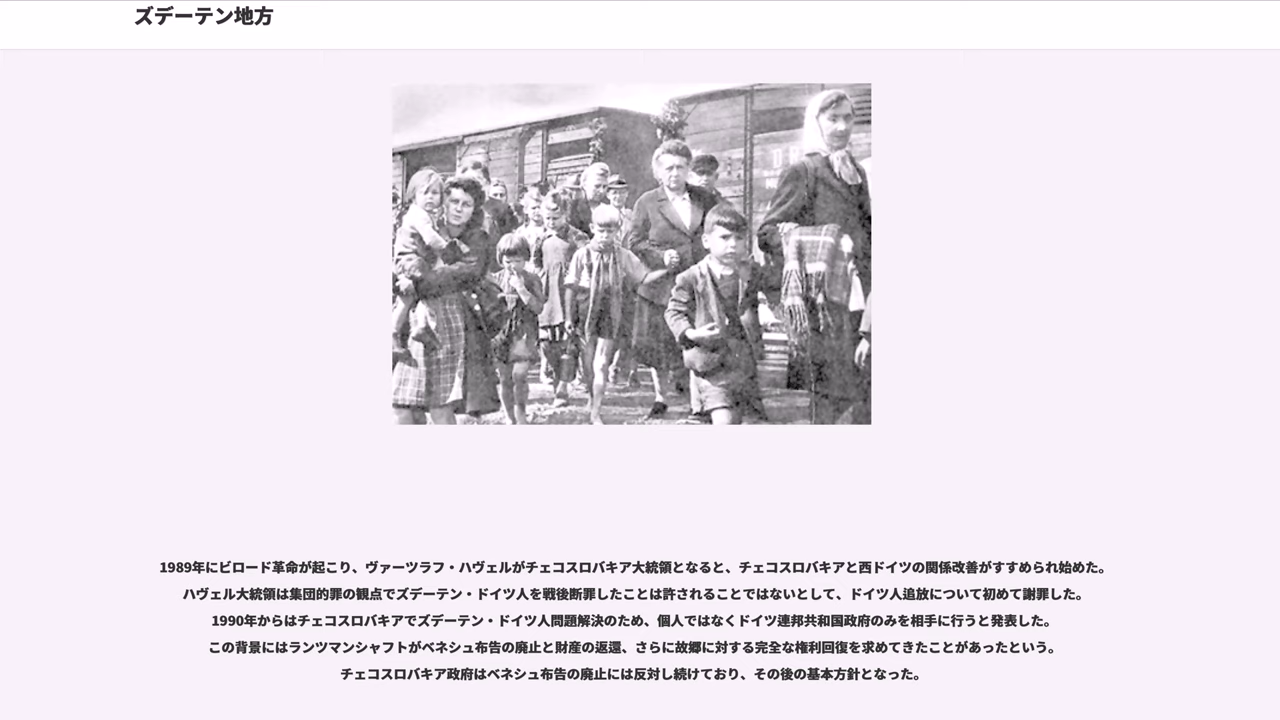 ズデーテン地方
DR
1989年にビロード革命が起こり、ヴァーツラフ・ハヴェルがチェコスロバキア大統領となると、チェコスロバキアと西ドイツの関係改善がすすめられ始めた。
ハヴェル大統領は集団的罪の観点でズデーテン・ドイツ人を戦後断罪したことは許されることではないとして、ドイツ人追放について初めて謝罪した。
1990年からはチェコスロバキアでズデーテン・ドイツ人問題解決のため、個人ではなくドイツ連邦共和国政府のみを相手に行うと発表した。
この背景にはランツマンシャフトがベネシュ布告の廃止と財産の返還、さらに故郷に対する完全な権利回復を求めてきたことがあったという。
チェコスロバキア政府はベネシュ布告の廃止には反対し続けており、その後の基本方針となった。